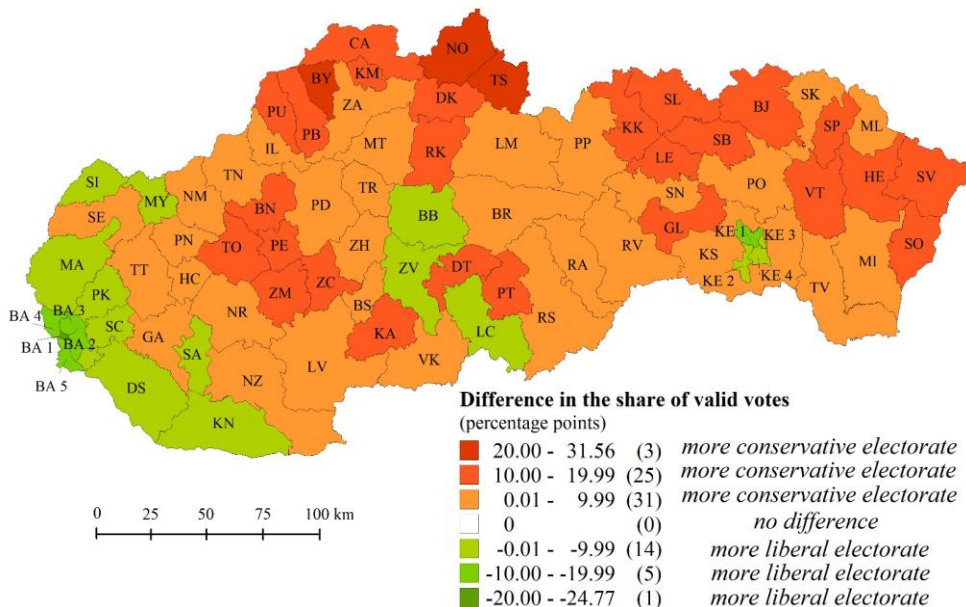 CA
NO
BY
KM
TS
PU
ZA
DK
SL
BJ
SK
PB
KK
SP
ML
IL
MT
RK
LM
PP
SB
LE
SI
TN
TR
SN
PO
VT
HE
SV
MY
NM
BN
PD
BB
BR
SE
GL
KE 1
KE 3
SO
PN
TO
PE
ZH
RV
KS
MA
TT
HC
ZV
DT
RA
MI
KE 2
KE 4
PK
ZM
ZC
PT
TV
BA 3
NR
BS
BA 4
SC
GA
KA
LC
RS
BA 1
BA 2
SA
LV
VK
BA 5
DS
NZ
KN
Difference in the share of valid votes
(percentage points)
20.00 - 31.56 (3) more conservative electorate
10.00 - 19.99 (25) more conservative electorate
0.01 - 9.99 (31) more conservative electorate
0 (0) no difference
-0.01 - -9.99 (14) more liberal electorate
-10.00 - -19.99 (5) more liberal electorate
-20.00 - -24.77 (1) more liberal electorate
0 25 50 75 100 km